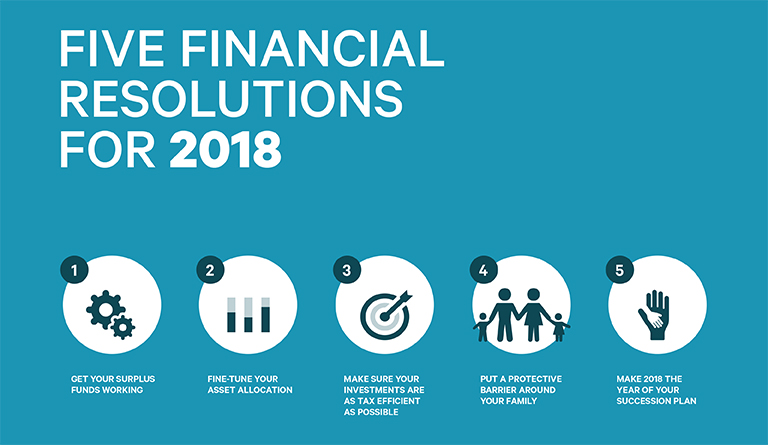 FIVE FINANCIAL
RESOLUTIONS
FOR 2018
1
GET YOUR SURPLUS
FUNDS WORKING
2
FINE-TUNE YOUR
ASSET ALLOCATION
3
MAKE SURE YOUR
INVESTMENTS ARE
AS TAX EFFICIENT
AS POSSIBLE
4
PUT A PROTECTIVE
BARRIER AROUND
YOUR FAMILY
5
MAKE 2018 THE
YEAR OF YOUR
SUCCESSION PLAN